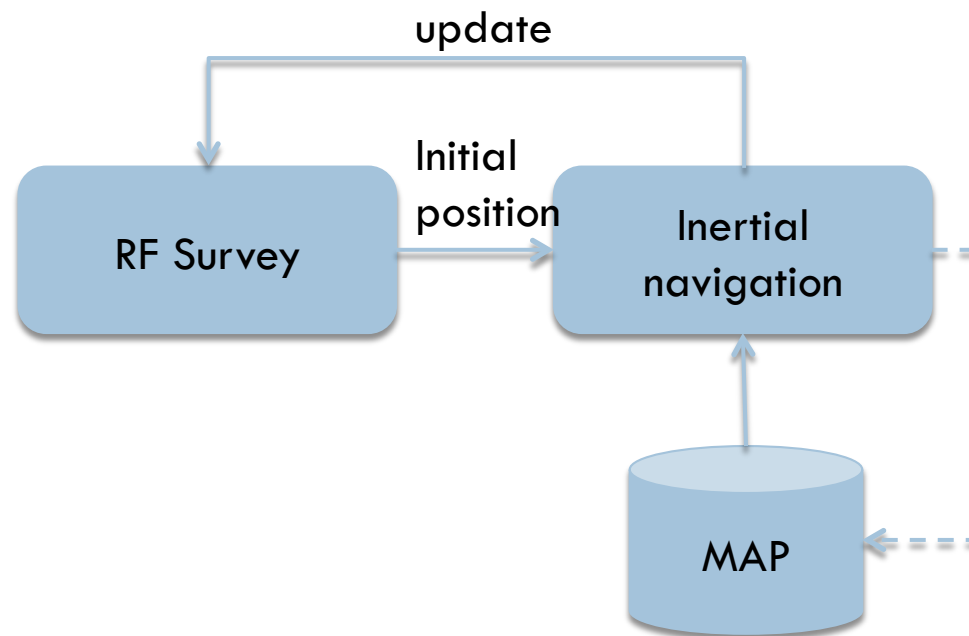 update
Initial
position
RF Survey
Inertial
navigation
MAP